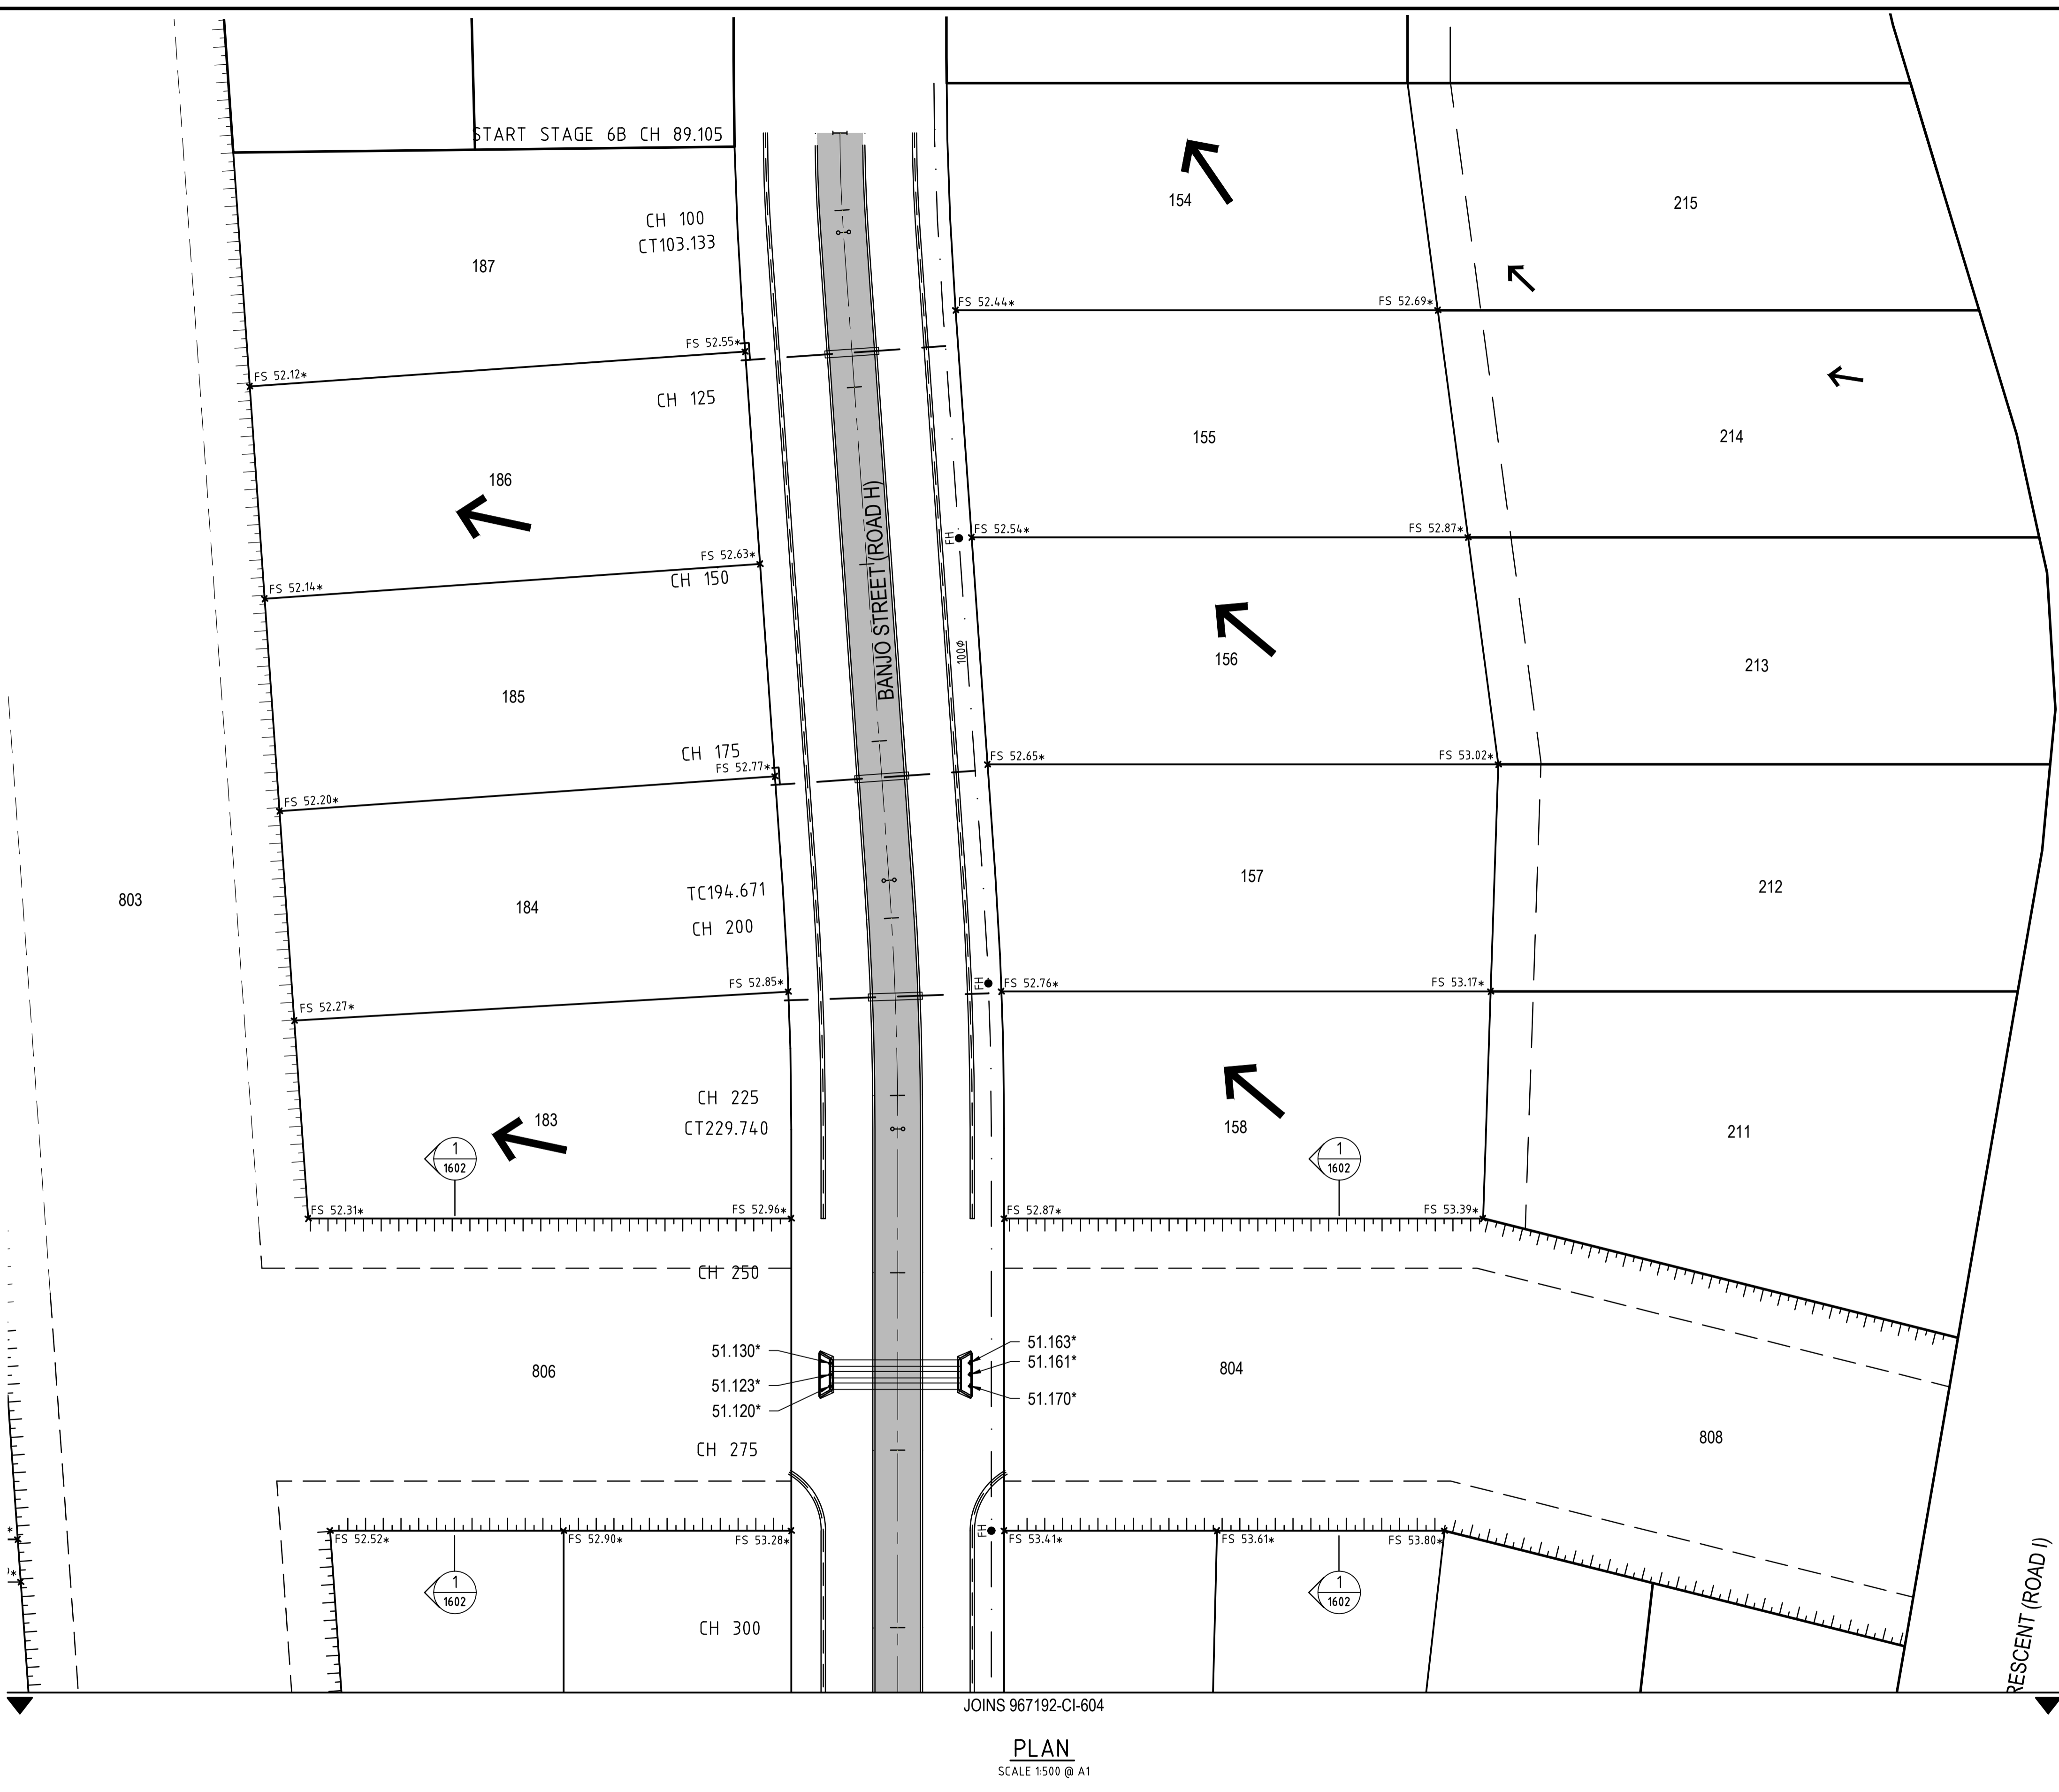 START STAGE 6B CH 89.105
CH 100
CT103.133
154
215
187
FS 52.44*
FS 52.69*
FS 52.55*
FS 52.12*
CH 125
155
214
186
FS 52.54*
FS 52.87*
FH
BANJO STREET (ROAD H)
FS 52.63*
CH 150
FS 52.14*
100Ø
156
213
185
CH 175
FS 52.77*
FS 52.65*
FS 53.02*
FS 52.20*
803
184
TC194.671
CH 200
157
212
FS 52.85*
FH
FS 52.76*
FS 53.17*
FS 52.27*
CH 225
CT229.740
183
158
211
1
1602
1
1602
FS 52.31*
FS 52.96*
FS 52.87*
FS 53.39*
CH 250
51.130*
51.163*
51.161*
806
51.123*
804
51.120*
51.170*
CH 275
808
FH
FS 52.52*
FS 52.90*
FS 53.28*
FS 53.41*
FS 53.61*
FS 53.80*
1
1602
1
1602
CH 300
RESCENT (ROAD I)
JOINS 967192-CI-604
PLAN
SCALE 1:500 @ A1